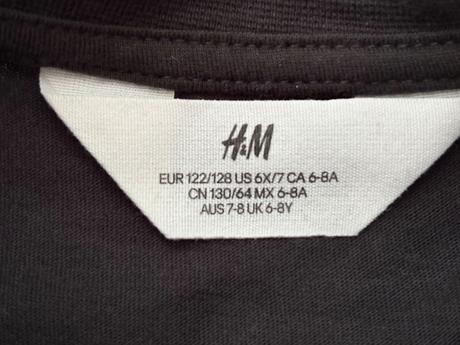 H&M
EUR 122/128 US 6X/7 CA 6-8A
CN 130/64 MX 6-8A
AUS 7-8 UK 6-8Y